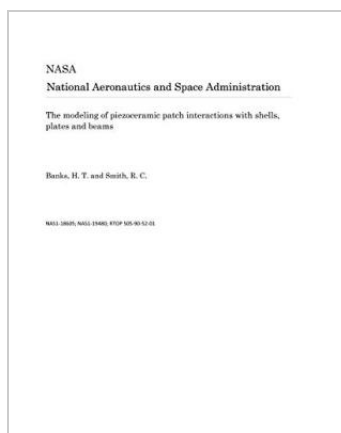 NASA
National Aeronautics and Space Administration
The modeling of piezoceramic patch interactions with shells,
plates and beams
Banks, H. T. and Smith, R. C.
NAS1-18605; NAS1-19480; RTOP 505-90-52-01